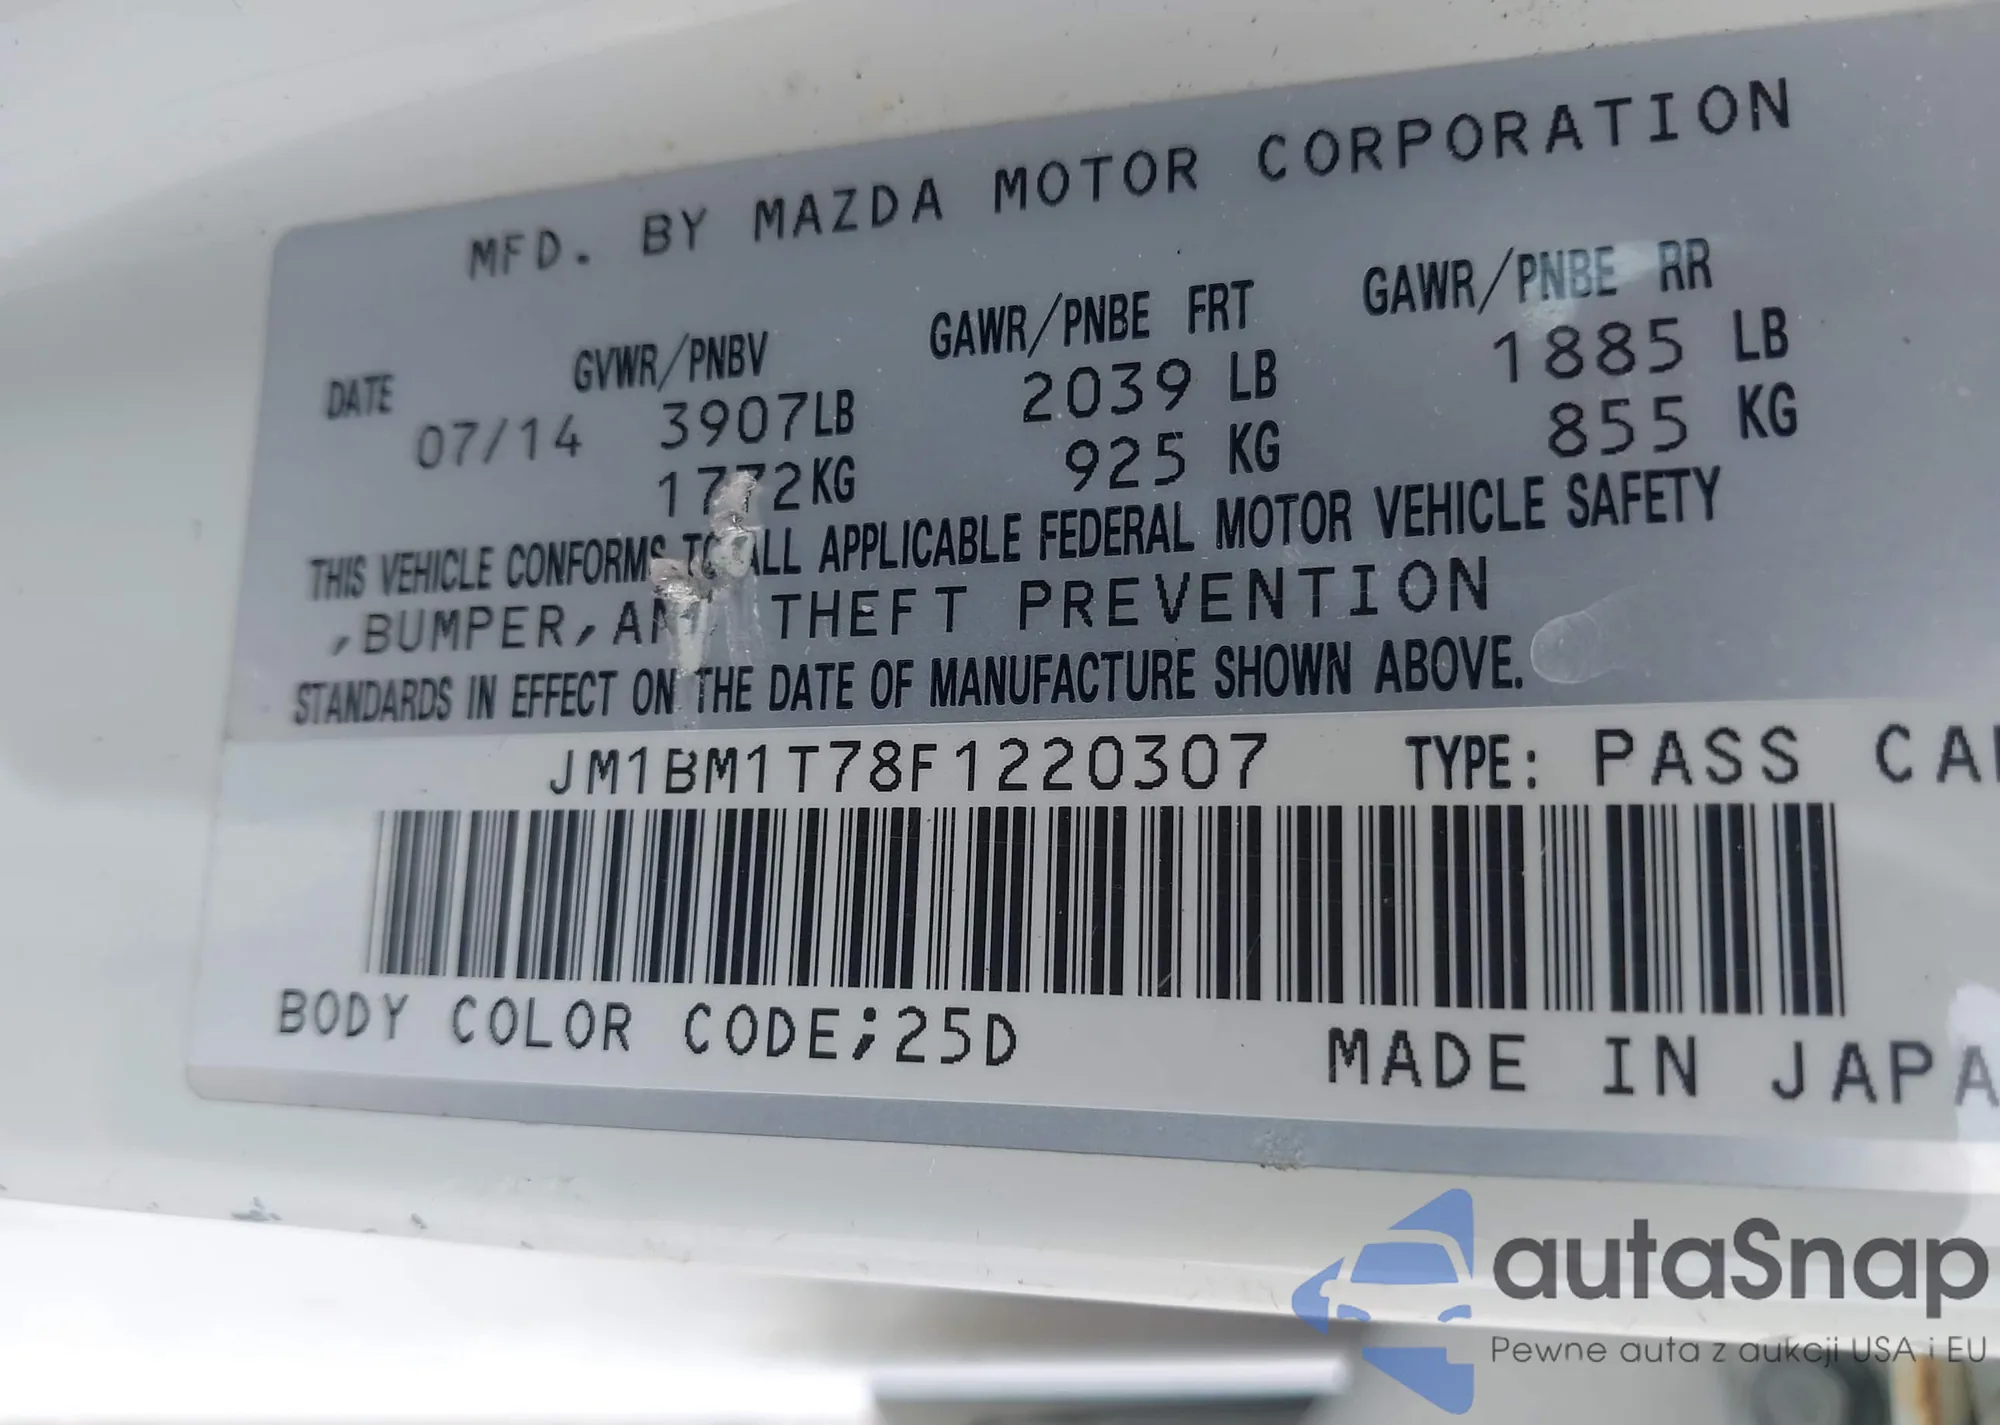 MFD. BY MAZDA MOTOR CORPORATION
DATE GVWR/PNBV GAWR/PNBE FRT GAWR/PNBE RR
07/14 3907LB 2039 LB 1885 LB
1772KG 925 KG 855 KG
THIS VEHICLE CONFORMS TO ALL APPLICABLE FEDERAL MOTOR VEHICLE SAFETY
,BUMPER, THEFT PREVENTION
STANDARDS IN EFFECT ON THE DATE OF MANUFACTURE SHOWN ABOVE.
JM1BM1T78F1220307 TYPE: PASS
BODY COLOR CODE;25D MADE IN
autaSnap
Pewne auta z aukcji USA i EU